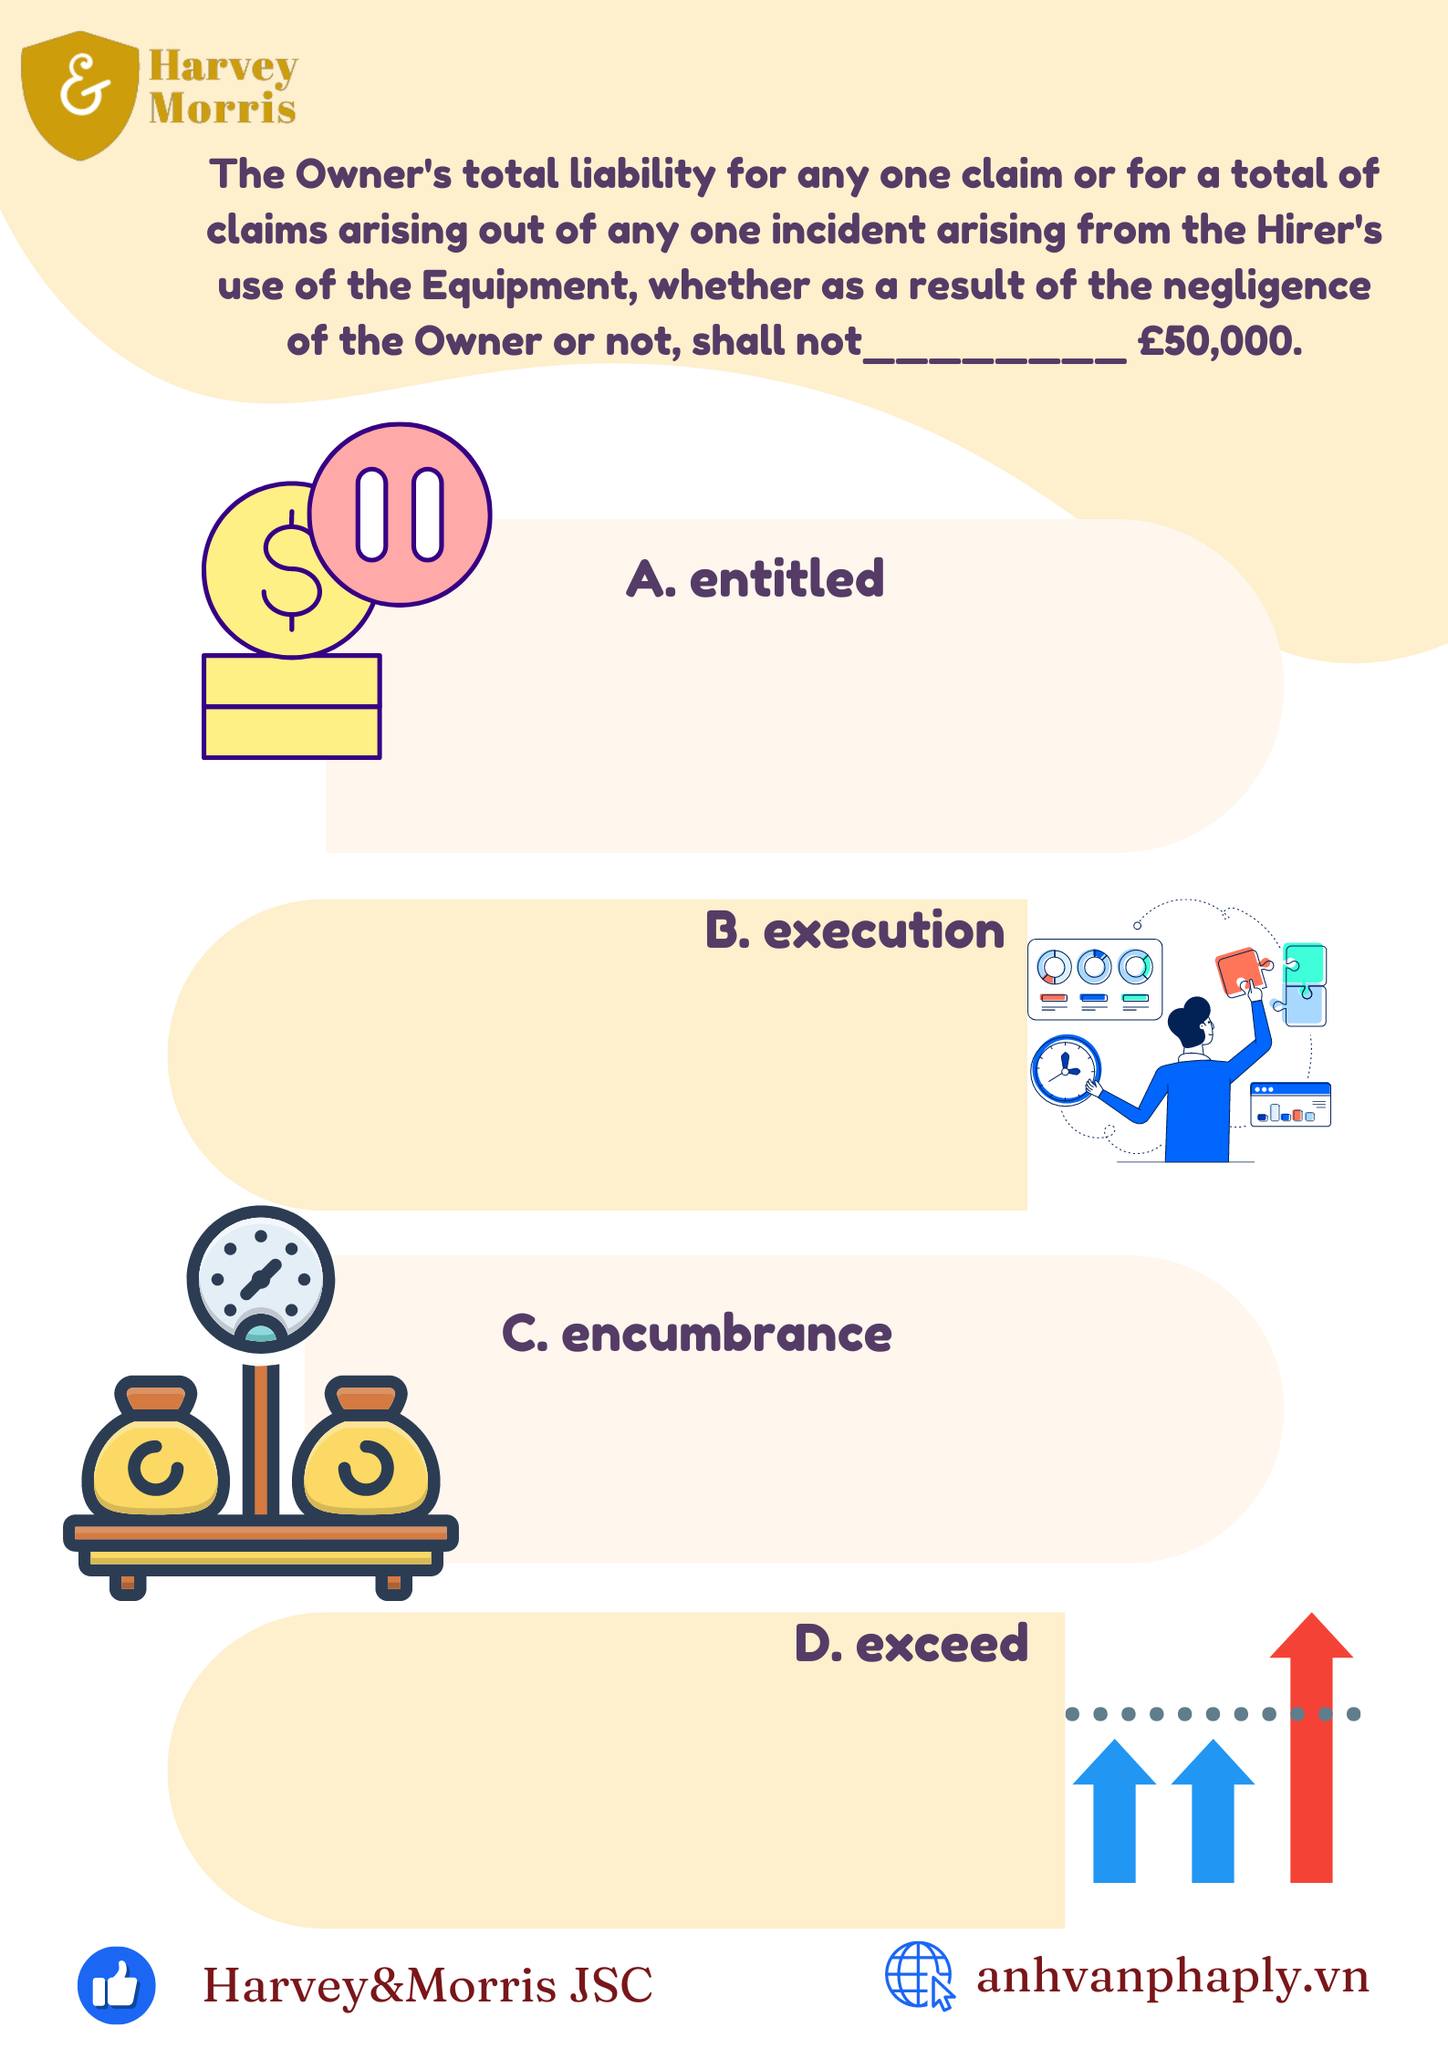 &
Harvey
Morris
The Owner's total liability for any one claim or for a total of
claims arising out of any one incident arising from the Hirer's
use of the Equipment, whether as a result of the negligence
of the Owner or not, shall not________ £50,000.
$
A. entitled
B. execution
C. encumbrance
D. exceed
Harvey&Morris JSC
anhvanphaply.vn